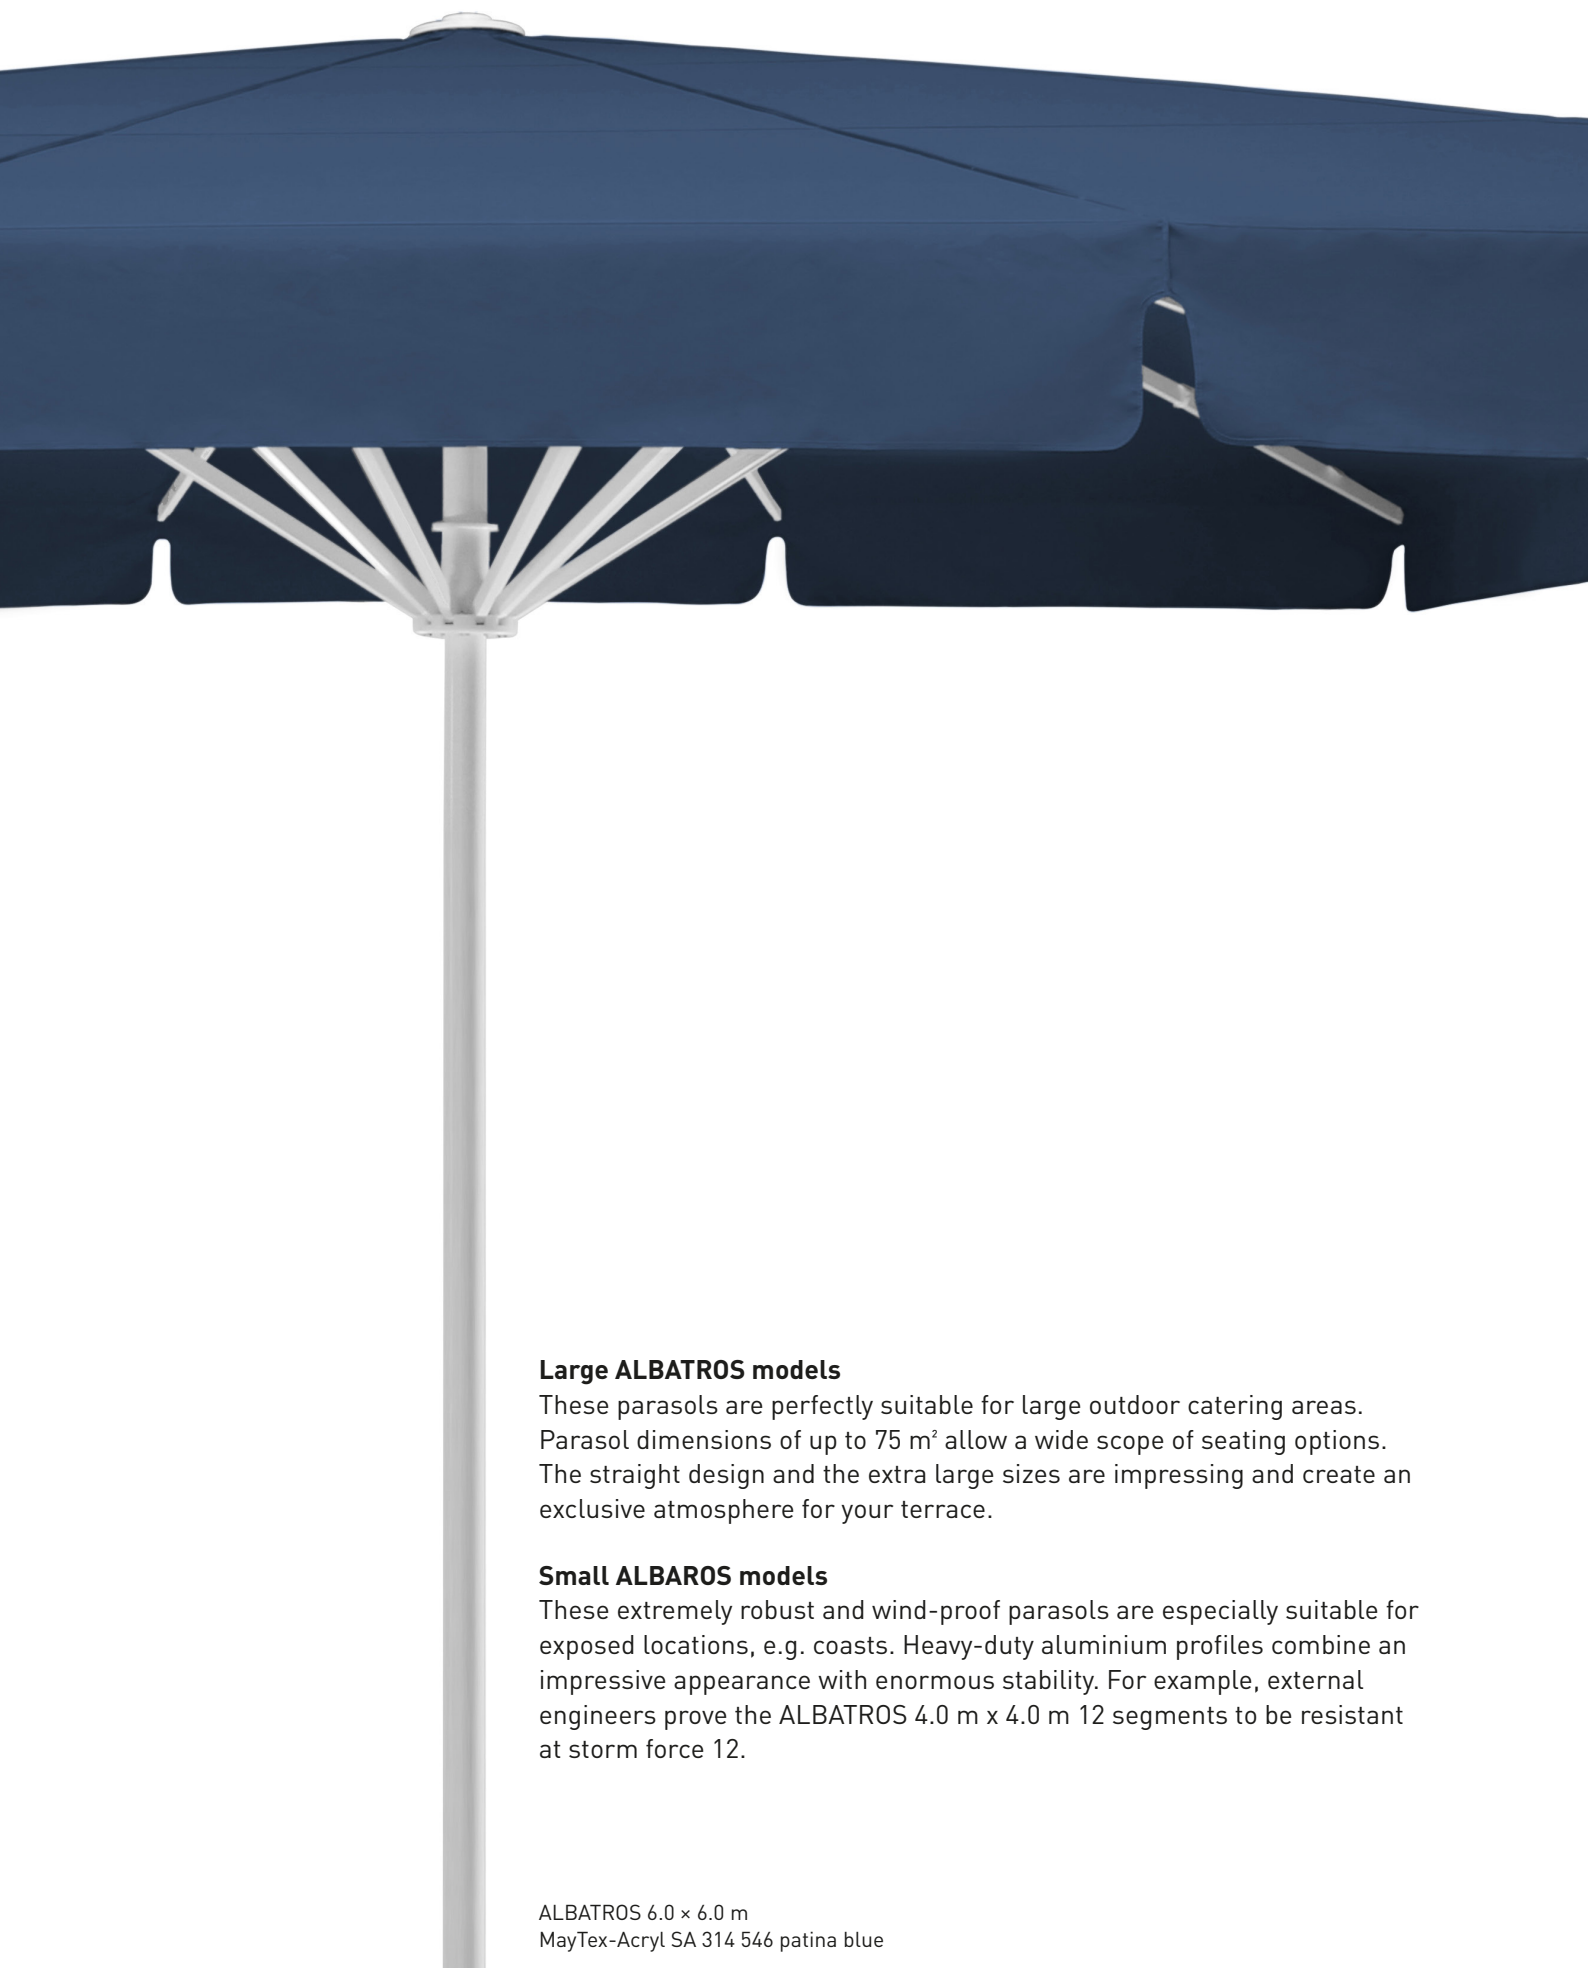 Large ALBATROS models
These parasols are perfectly suitable for large outdoor catering areas.
Parasol dimensions of up to 75 m² allow a wide scope of seating options.
The straight design and the extra large sizes are impressing and create an
exclusive atmosphere for your terrace.
Small ALBAROS models
These extremely robust and wind-proof parasols are especially suitable for
exposed locations, e.g. coasts. Heavy-duty aluminium profiles combine an
impressive appearance with enormous stability. For example, external
engineers prove the ALBATROS 4.0 m x 4.0 m 12 segments to be resistant
at storm force 12.
ALBATROS 6.0 × 6.0 m
MayTex-Acryl SA 314 546 patina blue